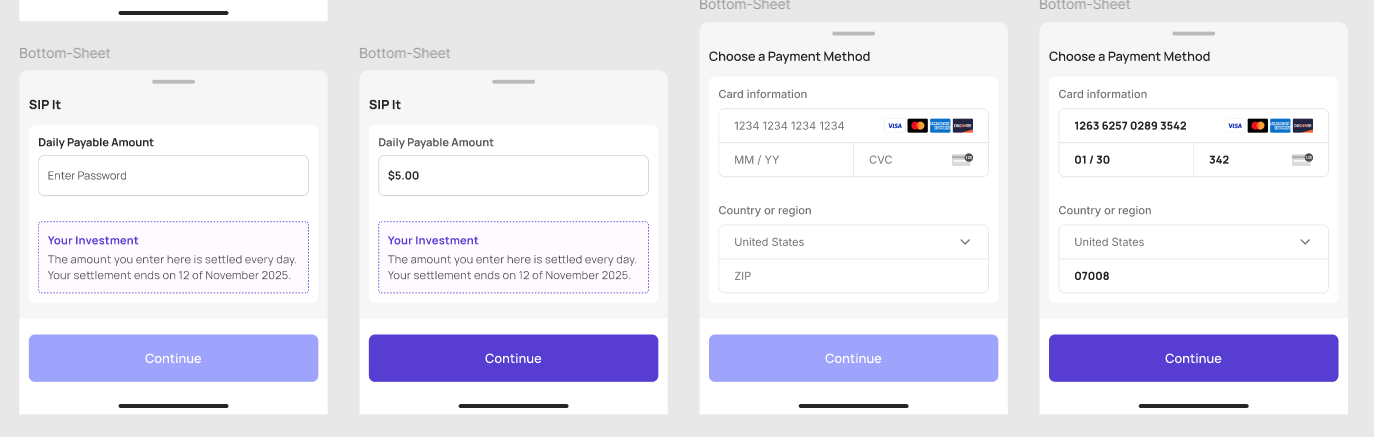 Bottom-Sheet
SIP It
Daily Payable Amount
Enter Password
Your Investment
The amount you enter here is settled every day.
Your settlement ends on 12 of November 2025.
Continue
Bottom-Sheet
SIP It
Daily Payable Amount
$5.00
Your Investment
The amount you enter here is settled every day.
Your settlement ends on 12 of November 2025.
Continue
Bottom-Sheet
Choose a Payment Method
Card information
1234 1234 1234 1234 VISA
MM / YY CVC
Country or region
United States
ZIP
Continue
Bottom-Sheet
Choose a Payment Method
Card information
1263 6257 0289 3542 VISA
01 / 30 342
Country or region
United States
07008
Continue